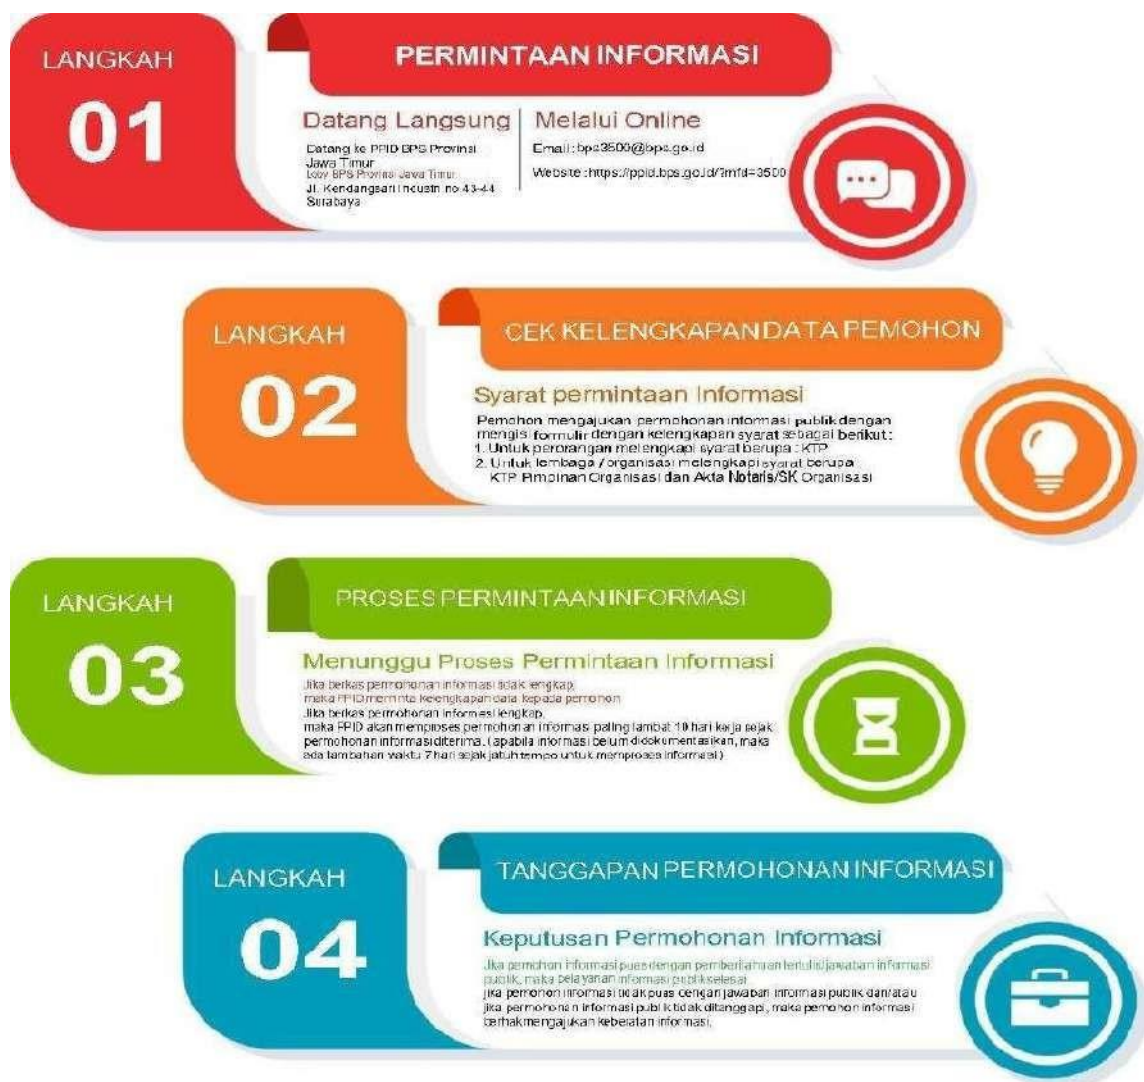 LANGKAH
01
PERMINTAAN INFORMASI
Datang Langsung
Datang ke PPID BPS Provinsi
Jawa Timur
Loby BPS Provinsi Jawa Timur
Jl. Kendangsari Industri no 43-44
Surabaya
Melalui Online
Email : bps3500@bps.go.id
Website : https://ppid.bps.go.id/?mfd=3500
LANGKAH
02
CEK KELENGKAPAN DATA PEMOHON
Syarat permintaan Informasi
Pemohon mengajukan permohonan informasi publik dengan
mengisi formulir dengan kelengkapan syarat sebagai berikut :
1. Untuk perorangan melengkapi syarat berupa : KTP
2. Untuk lembaga / organisasi melengkapi syarat berupa
KTP Pimpinan Organisasi dan Akta Notaris/SK Organisasi
LANGKAH
03
PROSES PERMINTAAN INFORMASI
Menunggu Proses Permintaan Informasi
Jika berkas permohonan informasi tidak lengkap,
maka PPID meminta kelengkapan data kepada pemohon
Jika berkas permohonan informasi lengkap,
maka PPID akan memproses permohonan informasi paling lambat 10 hari kerja sejak
permohonan informasi diterima. (apabila informasi belum didokumentasikan, maka
ada tambahan waktu 7 hari sejak jatuh tempo untuk memproses informasi)
LANGKAH
04
TANGGAPAN PERMOHONAN INFORMASI
Keputusan Permohonan Informasi
Jika pemohon informasi puas dengan pemberitahuan tertulis/jawaban informasi
publik, maka pelayanan informasi publik selesai
jika pemohon informasi tidak puas dengan jawaban informasi publik dan/atau
jika permohonan informasi publik tidak ditanggapi, maka pemohon informasi
berhak mengajukan keberatan informasi.